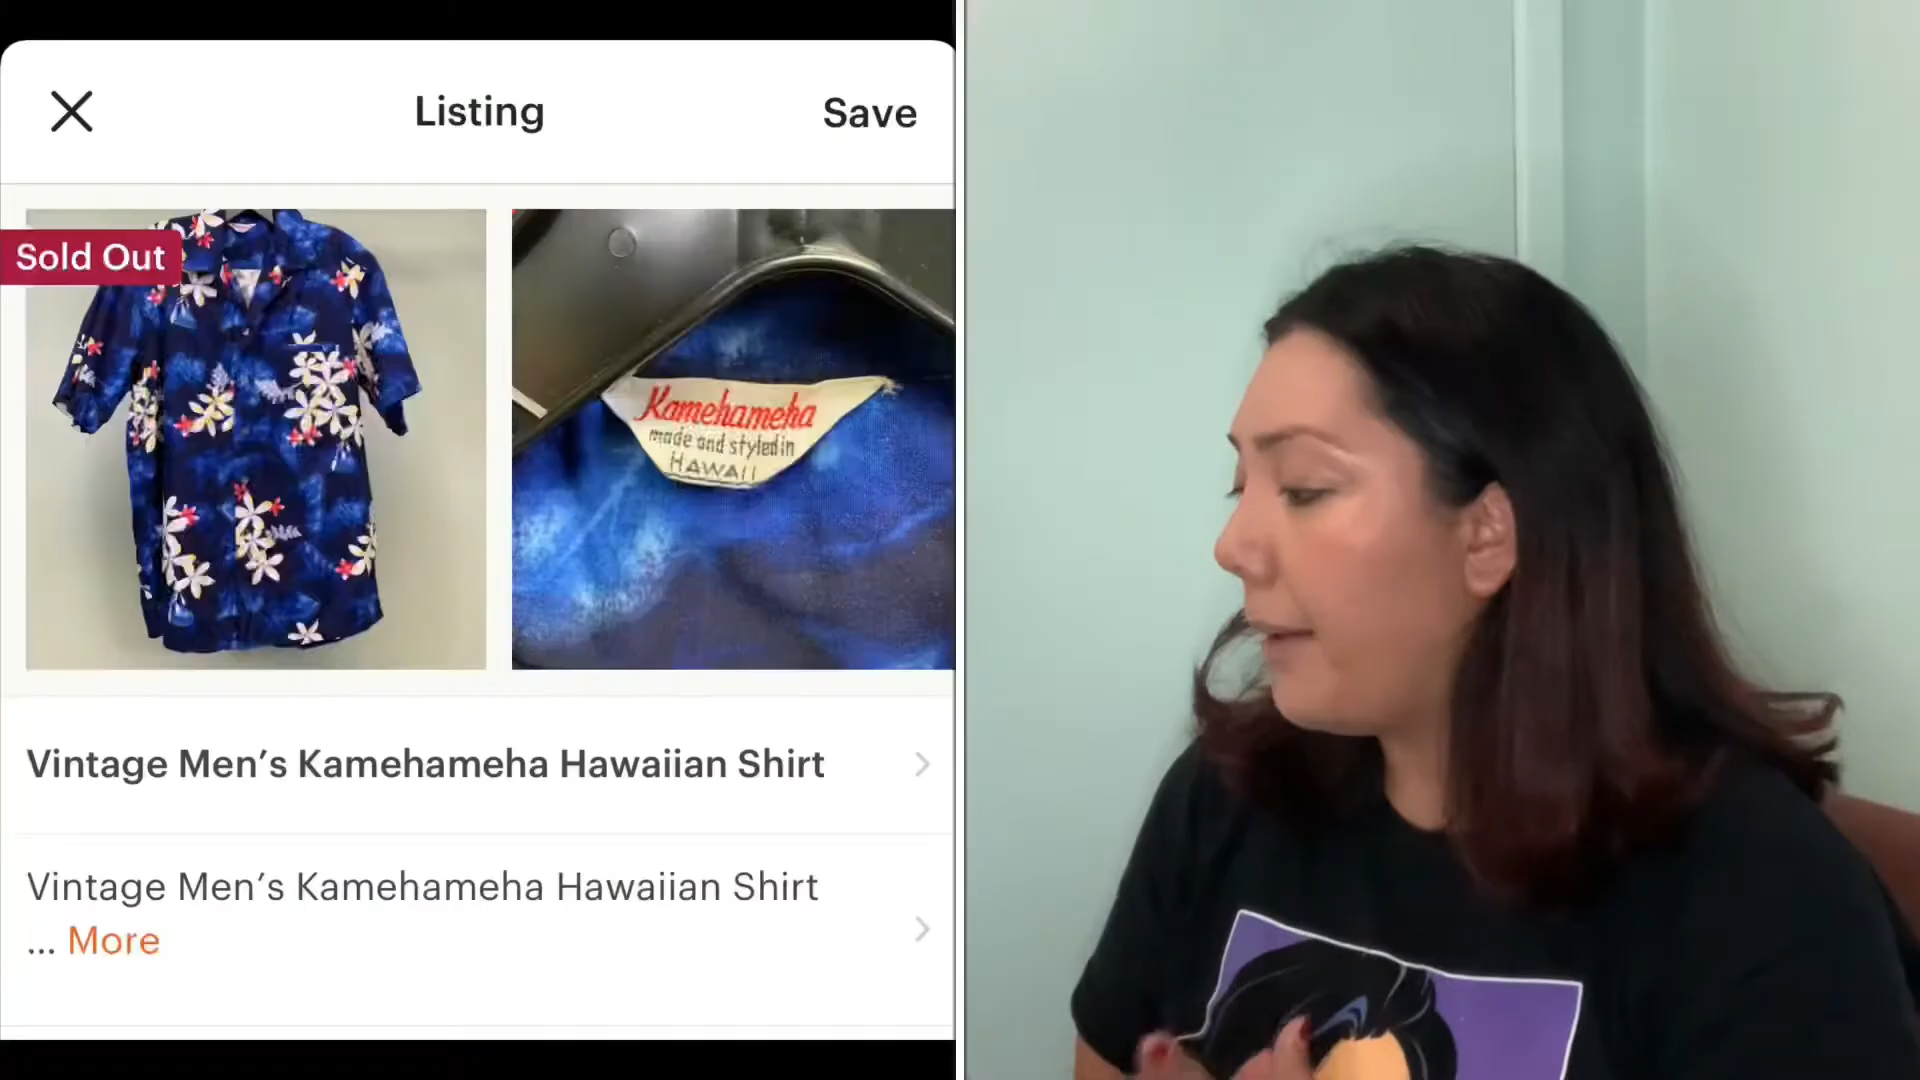 Listing
Save
Sold Out
Kamehameha
made and styled in
HAWAII
Vintage Men's Kamehameha Hawaiian Shirt
Vintage Men's Kamehameha Hawaiian Shirt
... More